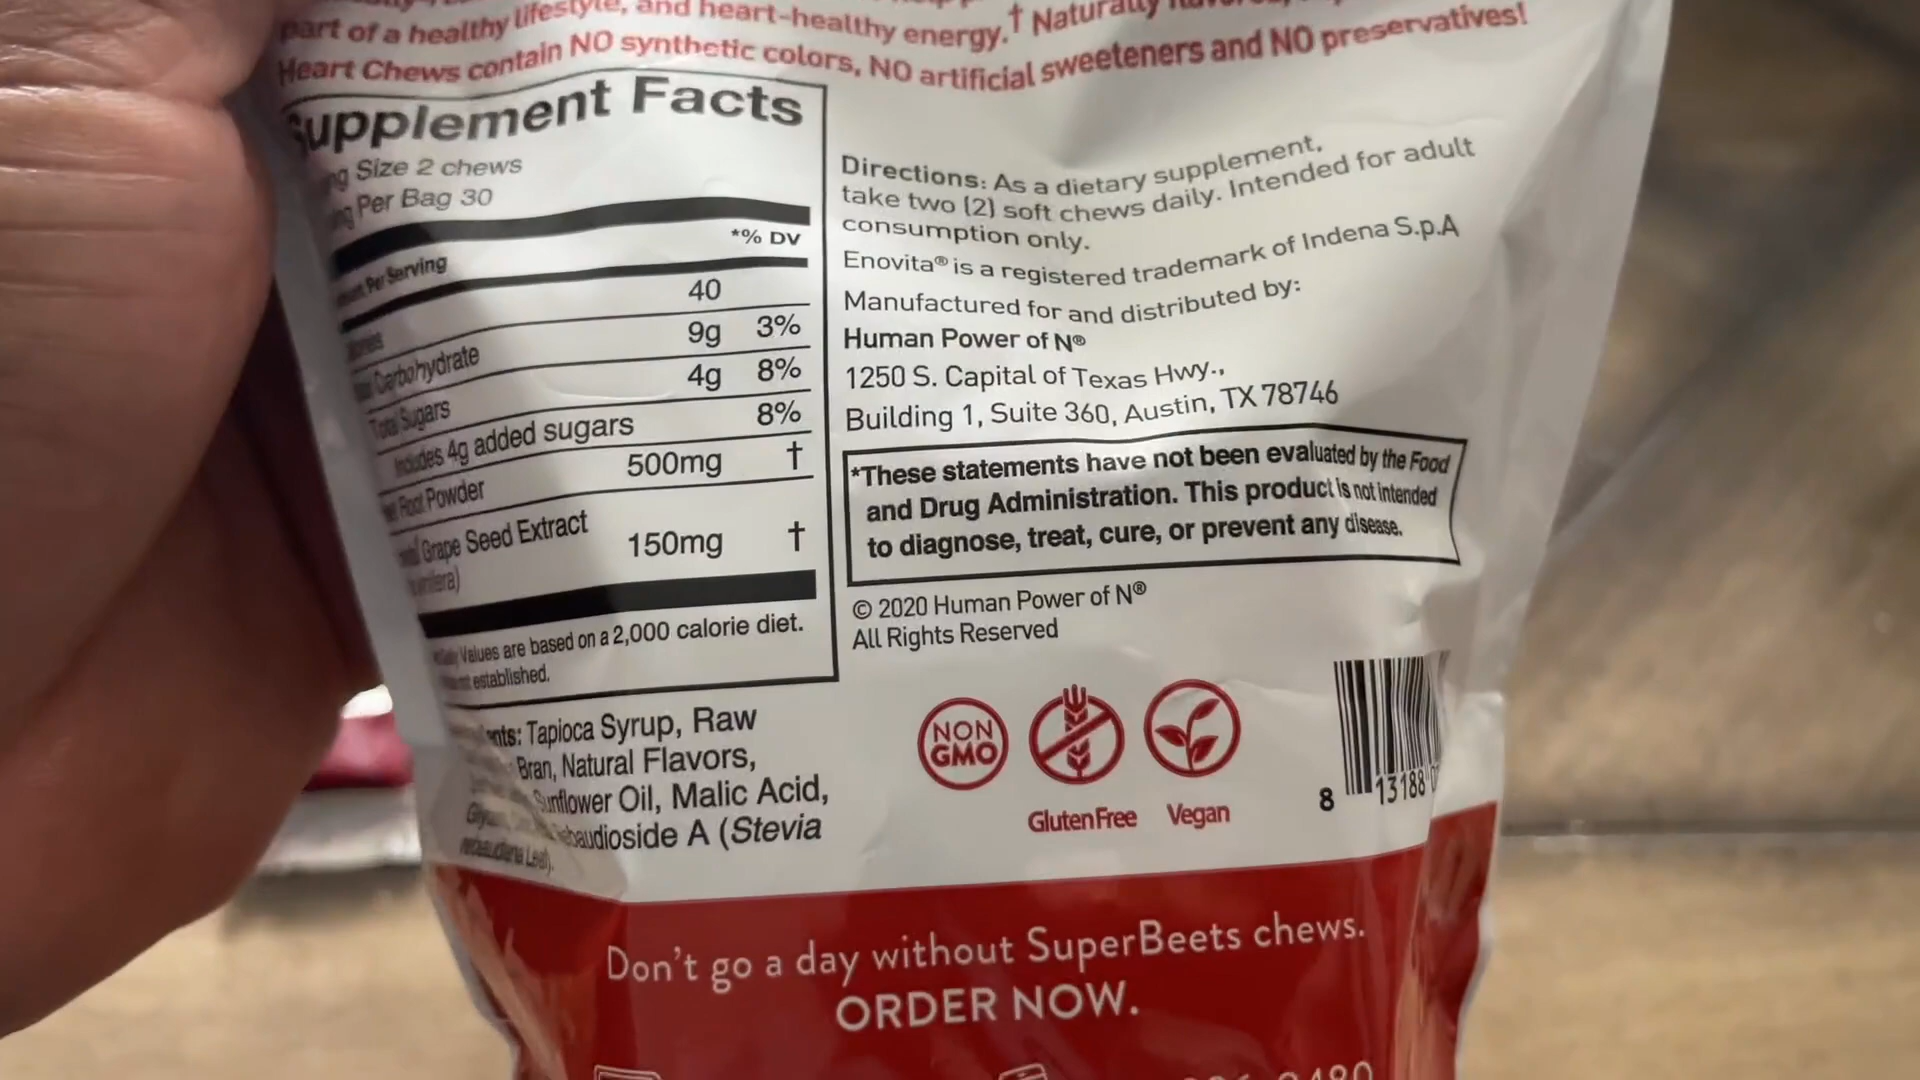 part of a healthy lifestyle, and heart-healthy energy.† Naturally
Heart Chews contain NO synthetic colors, NO artificial sweeteners and NO preservatives!
Supplement Facts
Size 2 chews
Per Bag 30
*% DV
Per Serving
40
Carbohydrate 9g 3%
Total Sugars 4g 8%
Includes 4g added sugars 8%
Root Powder 500mg †
Grape Seed Extract 150mg †
Values are based on a 2,000 calorie diet.
established.
Tapioca Syrup, Raw
Bran, Natural Flavors,
Sunflower Oil, Malic Acid,
Rebaudioside A (Stevia
rebaudiana Leaf).
Directions: As a dietary supplement,
take two (2) soft chews daily. Intended for adult
consumption only.
Enovita® is a registered trademark of Indena S.p.A
Manufactured for and distributed by:
Human Power of N®
1250 S. Capital of Texas Hwy.,
Building 1, Suite 360, Austin, TX 78746
*These statements have not been evaluated by the Food
and Drug Administration. This product is not intended
to diagnose, treat, cure, or prevent any disease.
© 2020 Human Power of N®
All Rights Reserved
NON
GMO
Gluten Free Vegan
8 13188
Don't go a day without SuperBeets chews.
ORDER NOW.